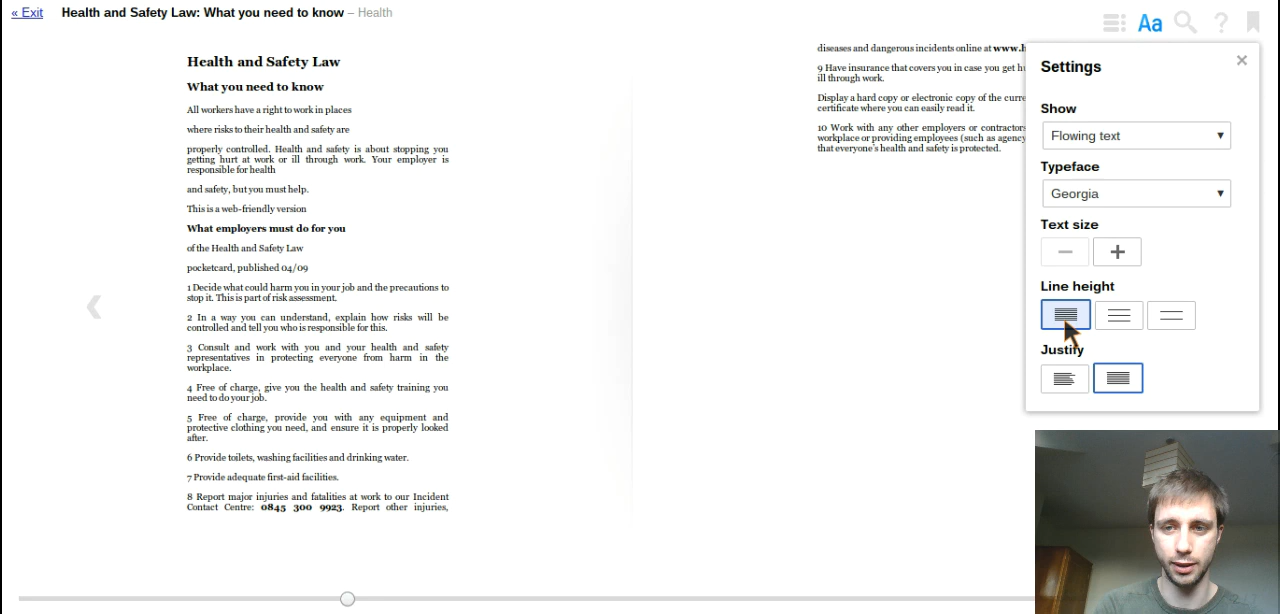 « Exit Health and Safety Law: What you need to know – Health
Aa
Health and Safety Law
What you need to know
All workers have a right to work in places
where risks to their health and safety are
properly controlled. Health and safety is about stopping you
getting hurt at work or ill through work. Your employer is
responsible for health
and safety, but you must help.
This is a web-friendly version
What employers must do for you
of the Health and Safety Law
pocketcard, published 04/09
1 Decide what could harm you in your job and the precautions to
stop it. This is part of risk assessment.
2 In a way you can understand, explain how risks will be
controlled and tell you who is responsible for this.
3 Consult and work with you and your health and safety
representatives in protecting everyone from harm in the
workplace.
4 Free of charge, give you the health and safety training you
need to do your job.
5 Free of charge, provide you with any equipment and
protective clothing you need, and ensure it is properly looked
after.
6 Provide toilets, washing facilities and drinking water.
7 Provide adequate first-aid facilities.
8 Report major injuries and fatalities at work to our Incident
Contact Centre: 0845 300 9923. Report other injuries,
diseases and dangerous incidents online at www.h
9 Have insurance that covers you in case you get hu
ill through work.
Display a hard copy or electronic copy of the curre
certificate where you can easily read it.
10 Work with any other employers or contractors
workplace or providing employees (such as agency
that everyone's health and safety is protected.
Settings
Show
Flowing text
Typeface
Georgia
Text size
Line height
Justify